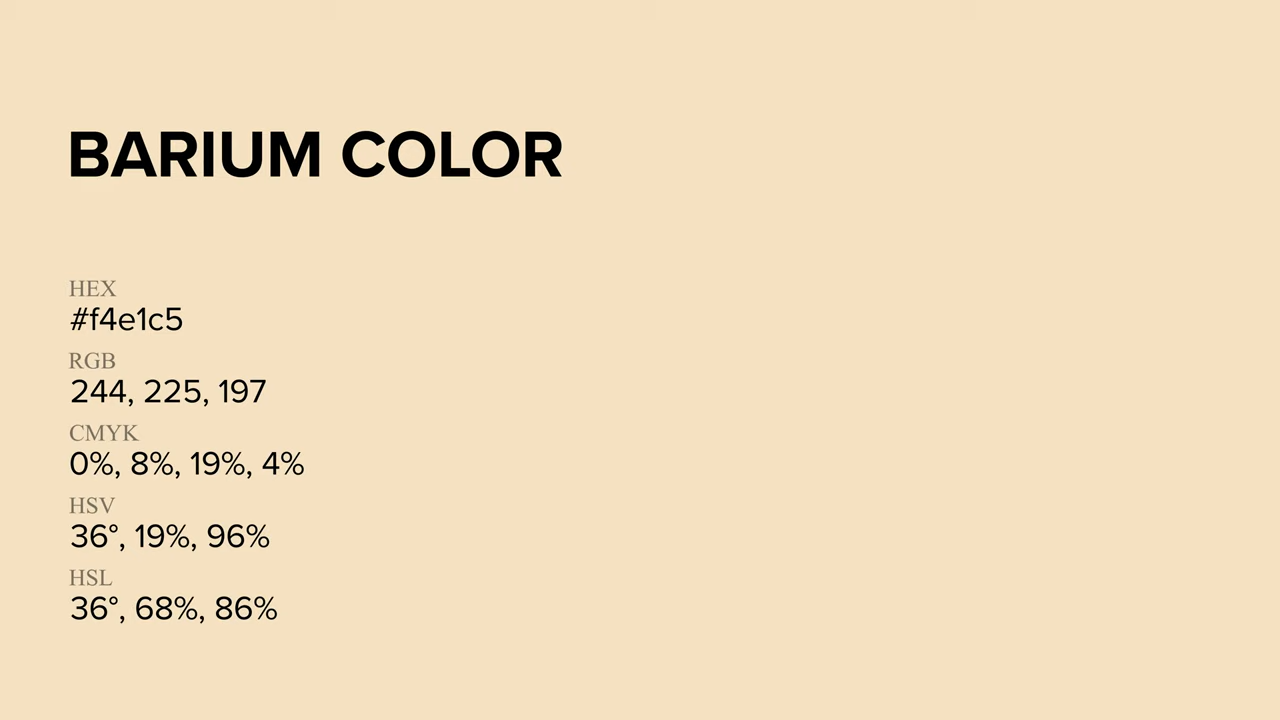 BARIUM COLOR
HEX
#f4e1c5
RGB
244, 225, 197
CMYK
0%, 8%, 19%, 4%
HSV
36°, 19%, 96%
HSL
36°, 68%, 86%